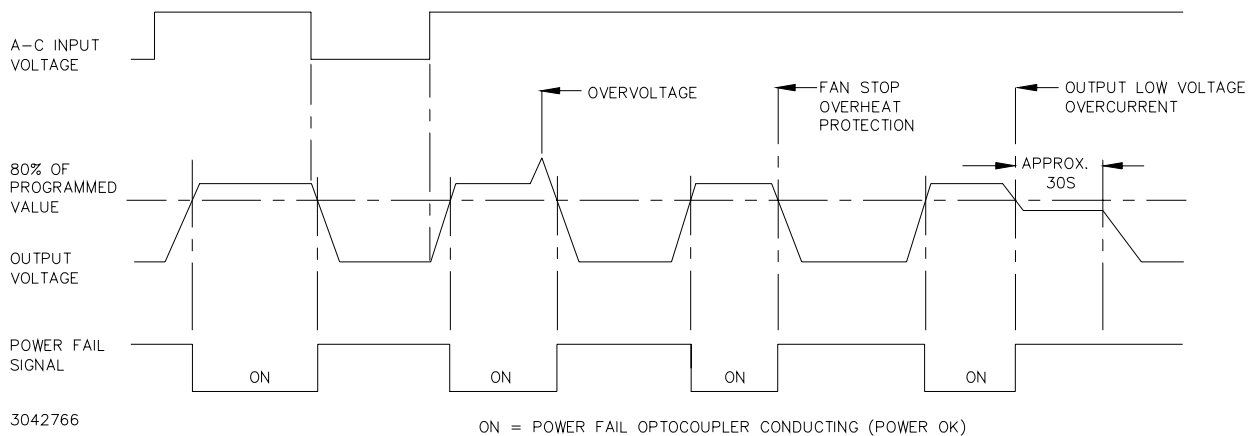 A-C INPUT
VOLTAGE
OVERVOLTAGE
FAN STOP
OVERHEAT
PROTECTION
OUTPUT LOW VOLTAGE
OVERCURRENT
80% OF
PROGRAMMED
VALUE
APPROX.
30S
OUTPUT
VOLTAGE
POWER FAIL
SIGNAL
ON
ON
ON
ON
3042766
ON = POWER FAIL OPTOCOUPLER CONDUCTING (POWER OK)